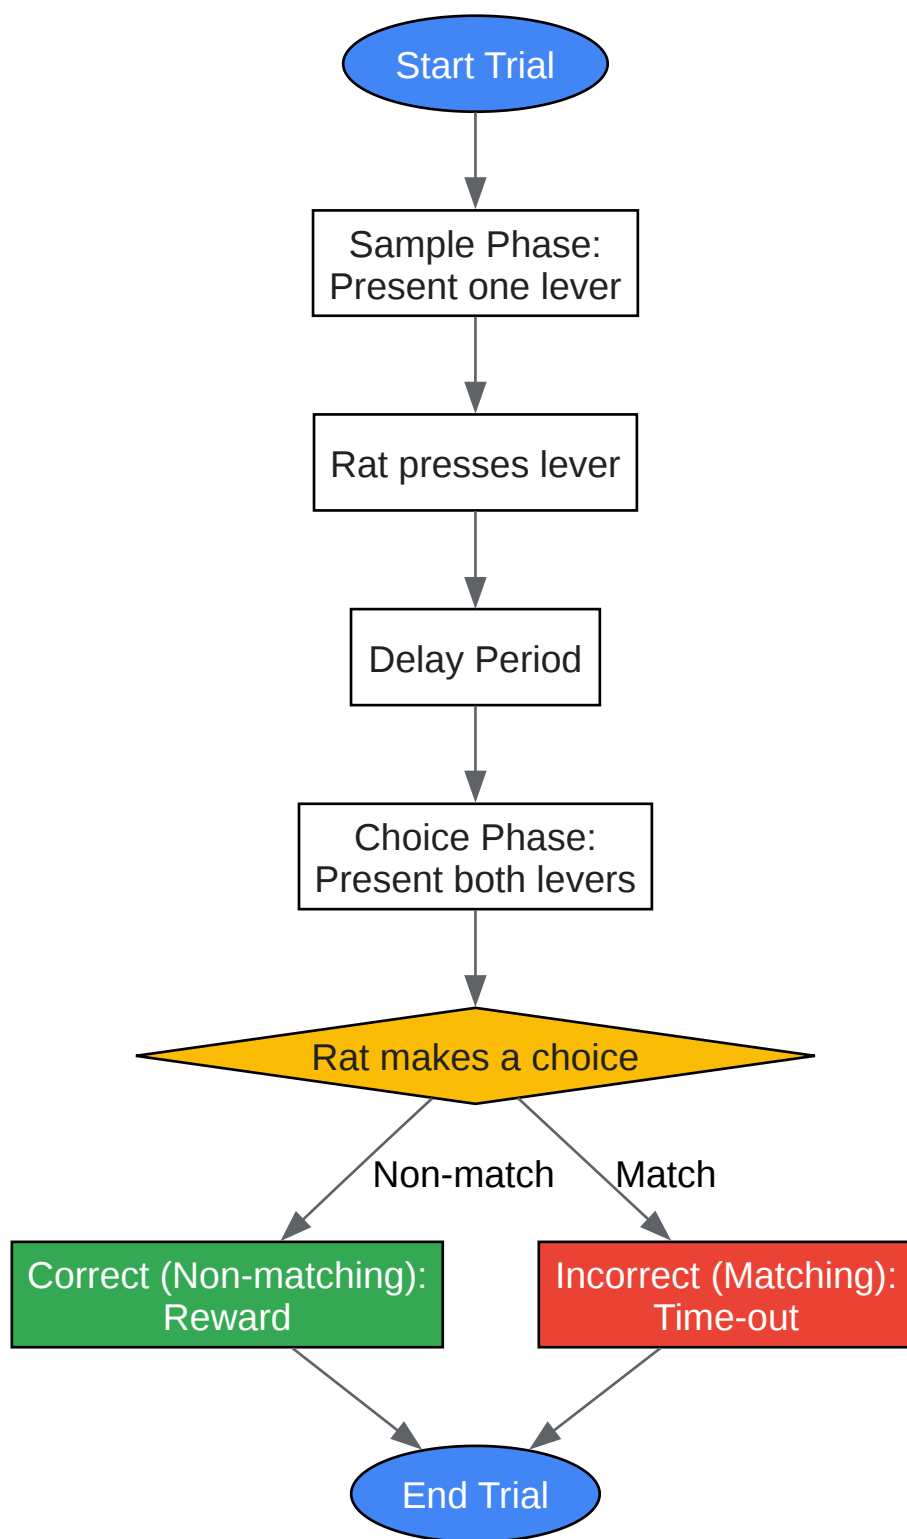 Start Trial
Sample Phase:
Present one lever
Rat presses lever
Delay Period
Choice Phase:
Present both levers
Rat makes a choice
Non-match
Match
Correct (Non-matching):
Reward
Incorrect (Matching):
Time-out
End Trial